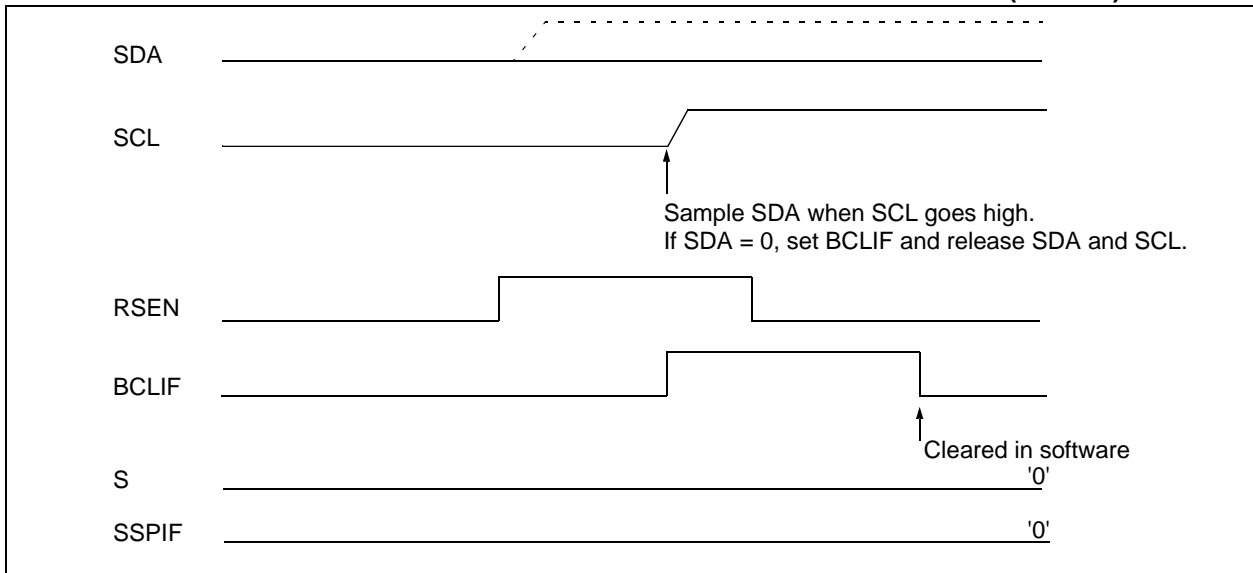 SDA
SCL
Sample SDA when SCL goes high.
If SDA = 0, set BCLIF and release SDA and SCL.
RSEN
BCLIF
Cleared in software
S '0'
SSPIF '0'